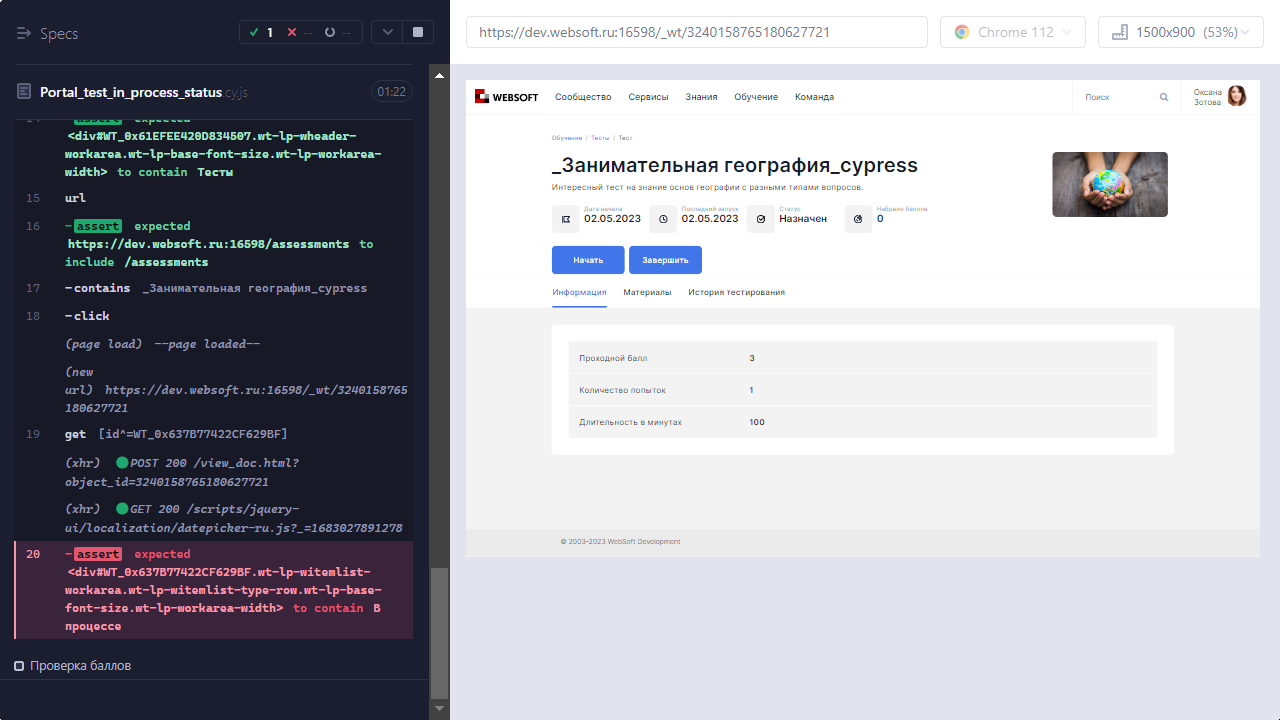 Specs
1
--
--
https://dev.websoft.ru:16598/_wt/3240158765180627721
Chrome 112
1500x900 (53%)
Portal_test_in_process_status.cy.js
01:22
<div#WT_0x61EFEE420D834507.wt-lp-wheader-
workarea.wt-lp-base-font-size.wt-lp-workarea-
width> to contain Тесты
15 url
16 -assert expected
https://dev.websoft.ru:16598/assessments to
include /assessments
17 -contains _Занимательная география_cypress
18 -click
(page load) --page loaded--
(new
url) https://dev.websoft.ru:16598/_wt/3240158765
180627721
19 get [id^=WT_0x637B77422CF629BF]
(xhr) POST 200 /view_doc.html?
object_id=3240158765180627721
(xhr) GET 200 /scripts/jquery-
ui/localization/datepicker-ru.js?_=1683027891278
20 -assert expected
<div#WT_0x637B77422CF629BF.wt-lp-witemlist-
workarea.wt-lp-witemlist-type-row.wt-lp-base-
font-size.wt-lp-workarea-width> to contain В
процессе
Проверка баллов
WEBSOFT
Сообщество Сервисы Знания Обучение Команда
Поиск
Оксана
Зотова
Обучение / Тесты / Тест
_Занимательная география_cypress
Интересный тест на знание основ географии с разными типами вопросов.
Дата начала
02.05.2023
Последний запуск
02.05.2023
Статус
Назначен
Набрано баллов
0
Начать
Завершить
Информация Материалы История тестирования
Проходной балл 3
Количество попыток 1
Длительность в минутах 100
© 2003-2023 WebSoft Development